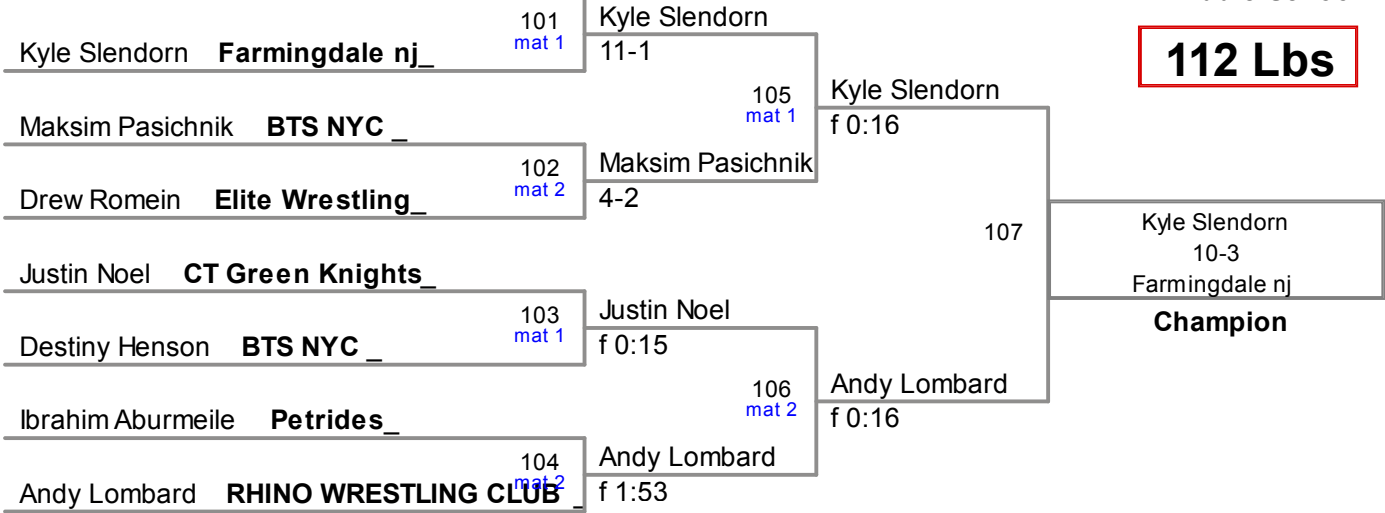 112 Lbs
Kyle Slendorn Farmingdale nj_
101
mat 1
Kyle Slendorn
11-1
Maksim Pasichnik BTS NYC _
Drew Romein Elite Wrestling_
102
mat 2
Maksim Pasichnik
4-2
105
mat 1
Kyle Slendorn
f 0:16
Justin Noel CT Green Knights_
Destiny Henson BTS NYC _
103
mat 1
Justin Noel
f 0:15
Ibrahim Aburmeile Petrides_
Andy Lombard RHINO WRESTLING CLUB _
104
mat 2
Andy Lombard
f 1:53
106
mat 2
Andy Lombard
f 0:16
107
Kyle Slendorn
10-3
Farmingdale nj
Champion